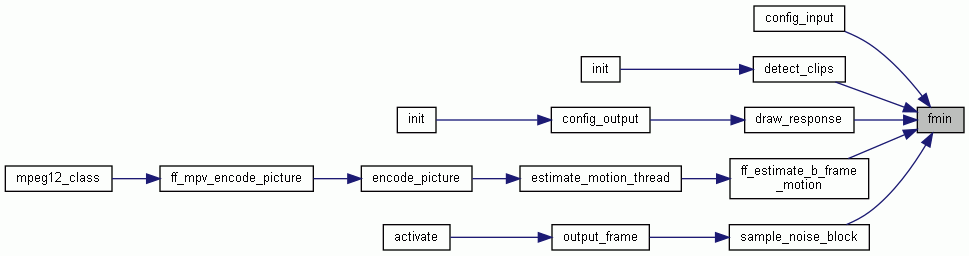 config_input
init
detect_clips
init
config_output
draw_response
fmin
mpeg12_class
ff_mpv_encode_picture
encode_picture
estimate_motion_thread
ff_estimate_b_frame
_motion
activate
output_frame
sample_noise_block